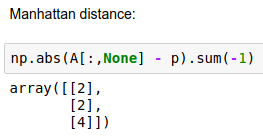 Manhattan distance:
np.abs(A[:,None] - p).sum(-1)
array([[2],
[2],
[4]])